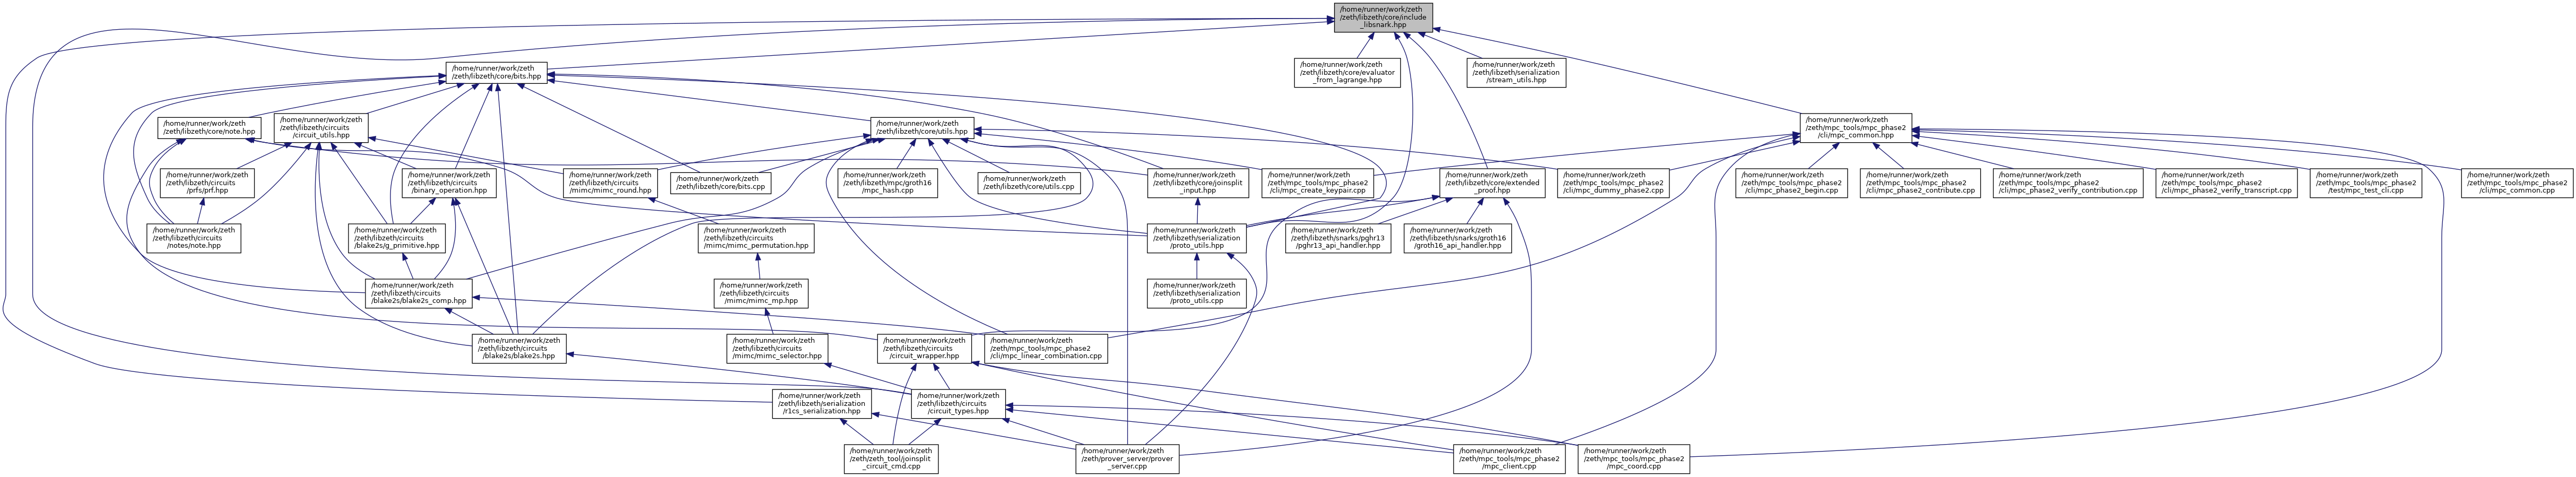 /home/runner/work/zeth
/zeth/libzeth/core/include
_libsnark.hpp
/home/runner/work/zeth
/zeth/libzeth/core/bits.hpp
/home/runner/work/zeth
/zeth/libzeth/core/evaluator
_from_lagrange.hpp
/home/runner/work/zeth
/zeth/libzeth/serialization
/stream_utils.hpp
/home/runner/work/zeth
/zeth/libzeth/core/note.hpp
/home/runner/work/zeth
/zeth/libzeth/circuits
/circuit_utils.hpp
/home/runner/work/zeth
/zeth/libzeth/core/utils.hpp
/home/runner/work/zeth
/zeth/mpc_tools/mpc_phase2
/cli/mpc_common.hpp
/home/runner/work/zeth
/zeth/libzeth/circuits
/prfs/prf.hpp
/home/runner/work/zeth
/zeth/libzeth/circuits
/binary_operation.hpp
/home/runner/work/zeth
/zeth/libzeth/circuits
/mimc/mimc_round.hpp
/home/runner/work/zeth
/zeth/libzeth/core/bits.cpp
/home/runner/work/zeth
/zeth/libzeth/mpc/groth16
/mpc_hash.cpp
/home/runner/work/zeth
/zeth/libzeth/core/utils.cpp
/home/runner/work/zeth
/zeth/libzeth/core/joinsplit
_input.hpp
/home/runner/work/zeth
/zeth/mpc_tools/mpc_phase2
/cli/mpc_create_keypair.cpp
/home/runner/work/zeth
/zeth/libzeth/core/extended
_proof.hpp
/home/runner/work/zeth
/zeth/mpc_tools/mpc_phase2
/cli/mpc_dummy_phase2.cpp
/home/runner/work/zeth
/zeth/mpc_tools/mpc_phase2
/cli/mpc_phase2_begin.cpp
/home/runner/work/zeth
/zeth/mpc_tools/mpc_phase2
/cli/mpc_phase2_contribute.cpp
/home/runner/work/zeth
/zeth/mpc_tools/mpc_phase2
/cli/mpc_phase2_verify_contribution.cpp
/home/runner/work/zeth
/zeth/mpc_tools/mpc_phase2
/cli/mpc_phase2_verify_transcript.cpp
/home/runner/work/zeth
/zeth/mpc_tools/mpc_phase2
/test/mpc_test_cli.cpp
/home/runner/work/zeth
/zeth/mpc_tools/mpc_phase2
/cli/mpc_common.cpp
/home/runner/work/zeth
/zeth/libzeth/circuits
/notes/note.hpp
/home/runner/work/zeth
/zeth/libzeth/circuits
/blake2s/g_primitive.hpp
/home/runner/work/zeth
/zeth/libzeth/circuits
/mimc/mimc_permutation.hpp
/home/runner/work/zeth
/zeth/libzeth/serialization
/proto_utils.hpp
/home/runner/work/zeth
/zeth/libzeth/snarks/pghr13
/pghr13_api_handler.hpp
/home/runner/work/zeth
/zeth/libzeth/snarks/groth16
/groth16_api_handler.hpp
/home/runner/work/zeth
/zeth/libzeth/circuits
/blake2s/blake2s_comp.hpp
/home/runner/work/zeth
/zeth/libzeth/circuits
/mimc/mimc_mp.hpp
/home/runner/work/zeth
/zeth/libzeth/serialization
/proto_utils.cpp
/home/runner/work/zeth
/zeth/libzeth/circuits
/blake2s/blake2s.hpp
/home/runner/work/zeth
/zeth/libzeth/circuits
/mimc/mimc_selector.hpp
/home/runner/work/zeth
/zeth/libzeth/circuits
/circuit_wrapper.hpp
/home/runner/work/zeth
/zeth/mpc_tools/mpc_phase2
/cli/mpc_linear_combination.cpp
/home/runner/work/zeth
/zeth/libzeth/serialization
/r1cs_serialization.hpp
/home/runner/work/zeth
/zeth/libzeth/circuits
/circuit_types.hpp
/home/runner/work/zeth
/zeth/zeth_tool/joinsplit
_circuit_cmd.cpp
/home/runner/work/zeth
/zeth/prover_server/prover
_server.cpp
/home/runner/work/zeth
/zeth/mpc_tools/mpc_phase2
/mpc_client.cpp
/home/runner/work/zeth
/zeth/mpc_tools/mpc_phase2
/mpc_coord.cpp